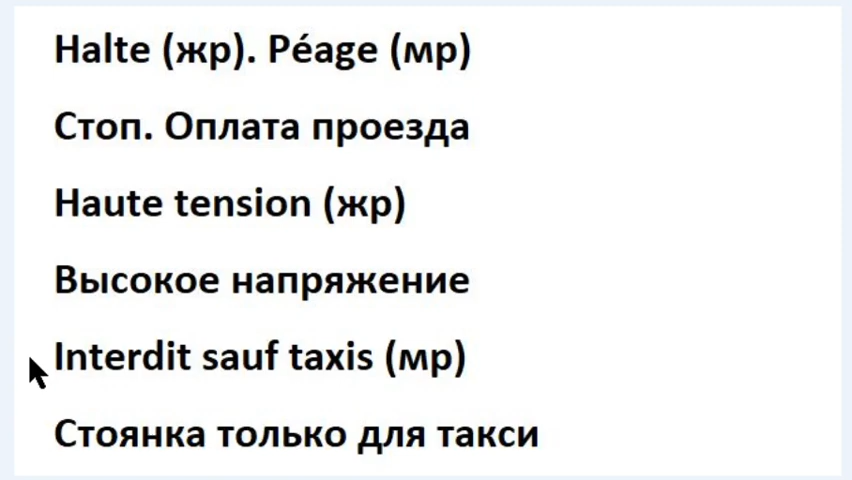 Halte (жр). Péage (мр)
Стоп. Оплата проезда
Haute tension (жр)
Высокое напряжение
Interdit sauf taxis (мр)
Стоянка только для такси